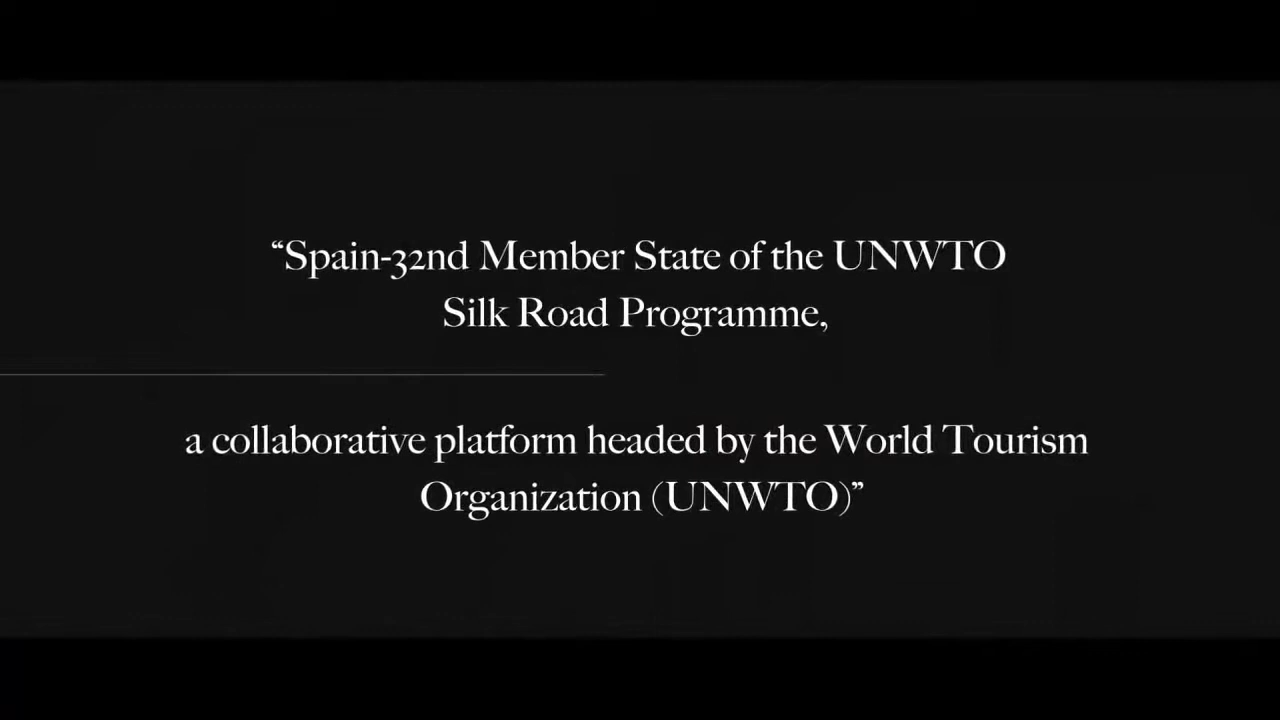 “Spain-32nd Member State of the UNWTO
Silk Road Programme,
a collaborative platform headed by the World Tourism
Organization (UNWTO)”